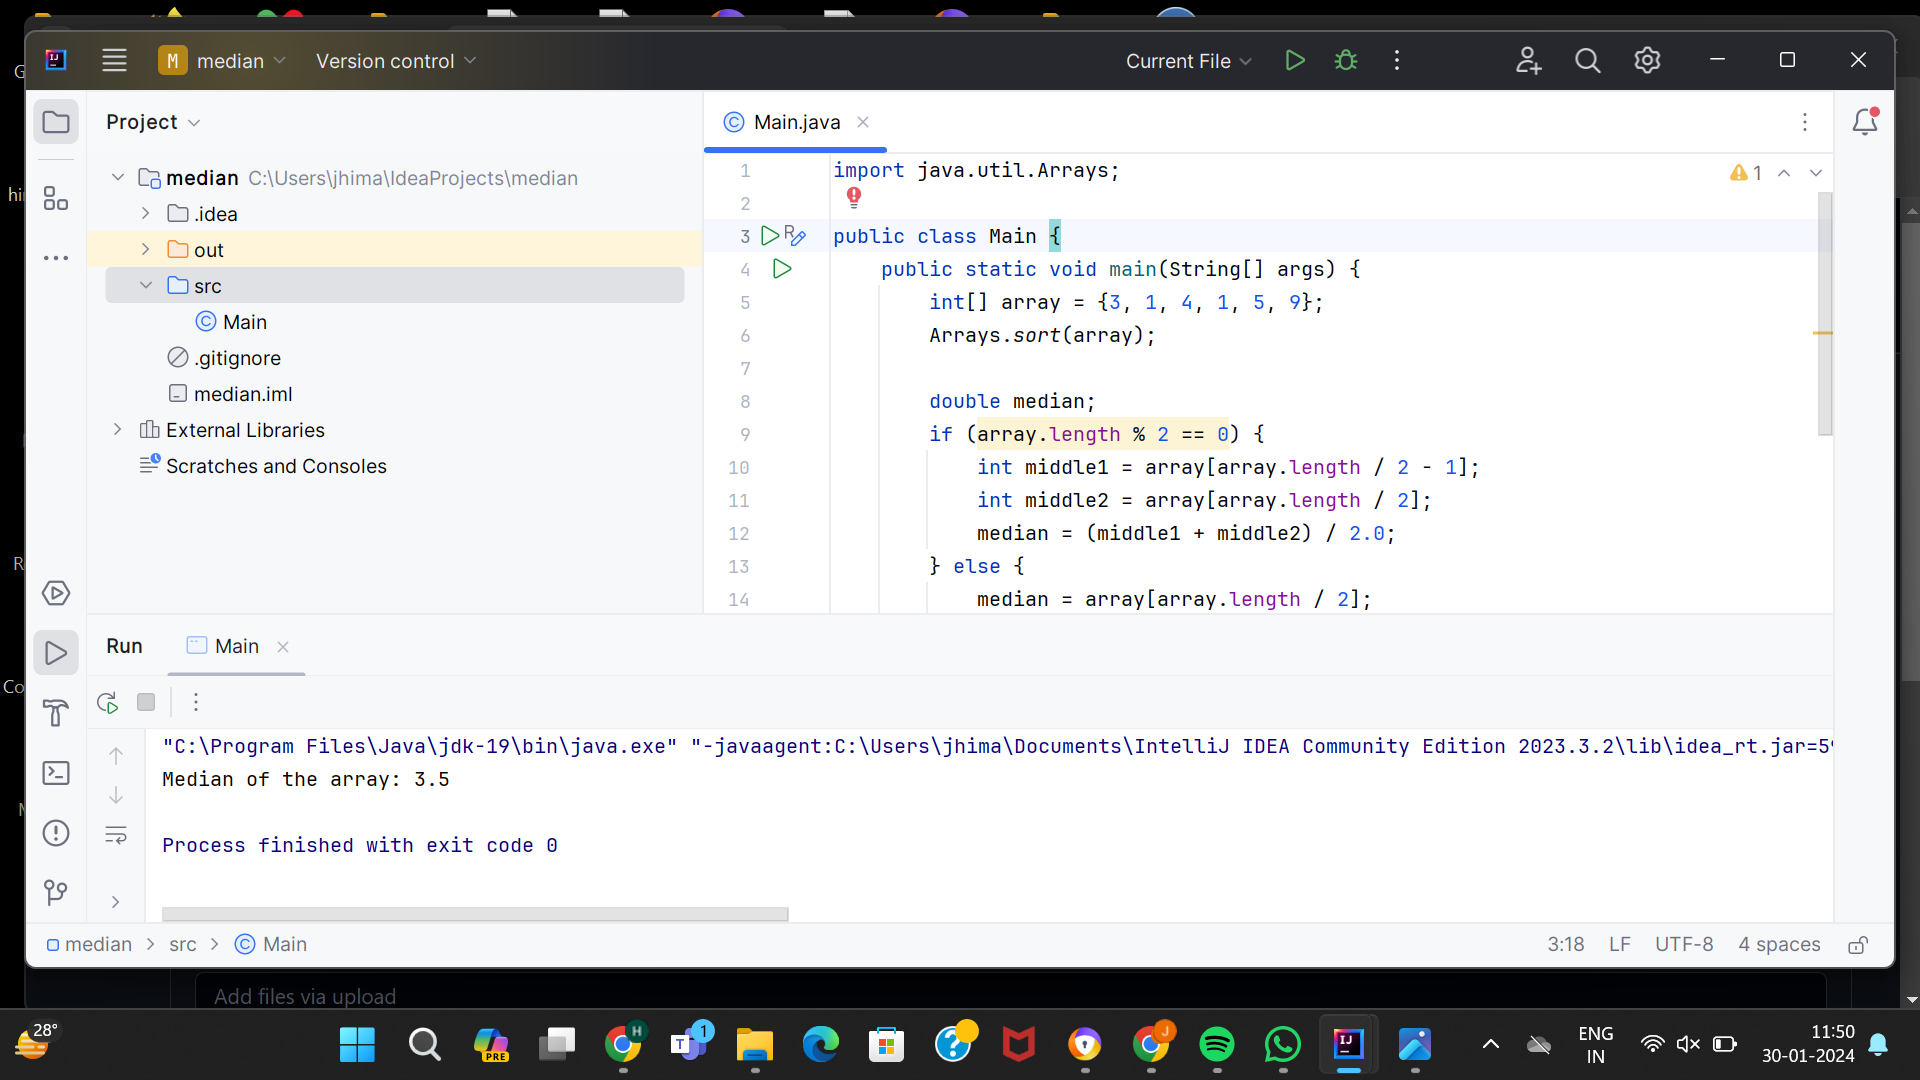 M median Version control Current File
Project
Main.java
median C:\Users\jhima\IdeaProjects\median
.idea
out
src
Main
.gitignore
median.iml
External Libraries
Scratches and Consoles
1 import java.util.Arrays;
2
3 public class Main {
4 public static void main(String[] args) {
5 int[] array = {3, 1, 4, 1, 5, 9};
6 Arrays.sort(array);
7
8 double median;
9 if (array.length % 2 == 0) {
10 int middle1 = array[array.length / 2 - 1];
11 int middle2 = array[array.length / 2];
12 median = (middle1 + middle2) / 2.0;
13 } else {
14 median = array[array.length / 2];
1
Run Main
"C:\Program Files\Java\jdk-19\bin\java.exe" "-javaagent:C:\Users\jhima\Documents\IntelliJ IDEA Community Edition 2023.3.2\lib\idea_rt.jar=5
Median of the array: 3.5
Process finished with exit code 0
median > src > Main 3:18 LF UTF-8 4 spaces
Add files via upload
28°
PRE
H
T 1
J
IJ
ENG
IN
11:50
30-01-2024